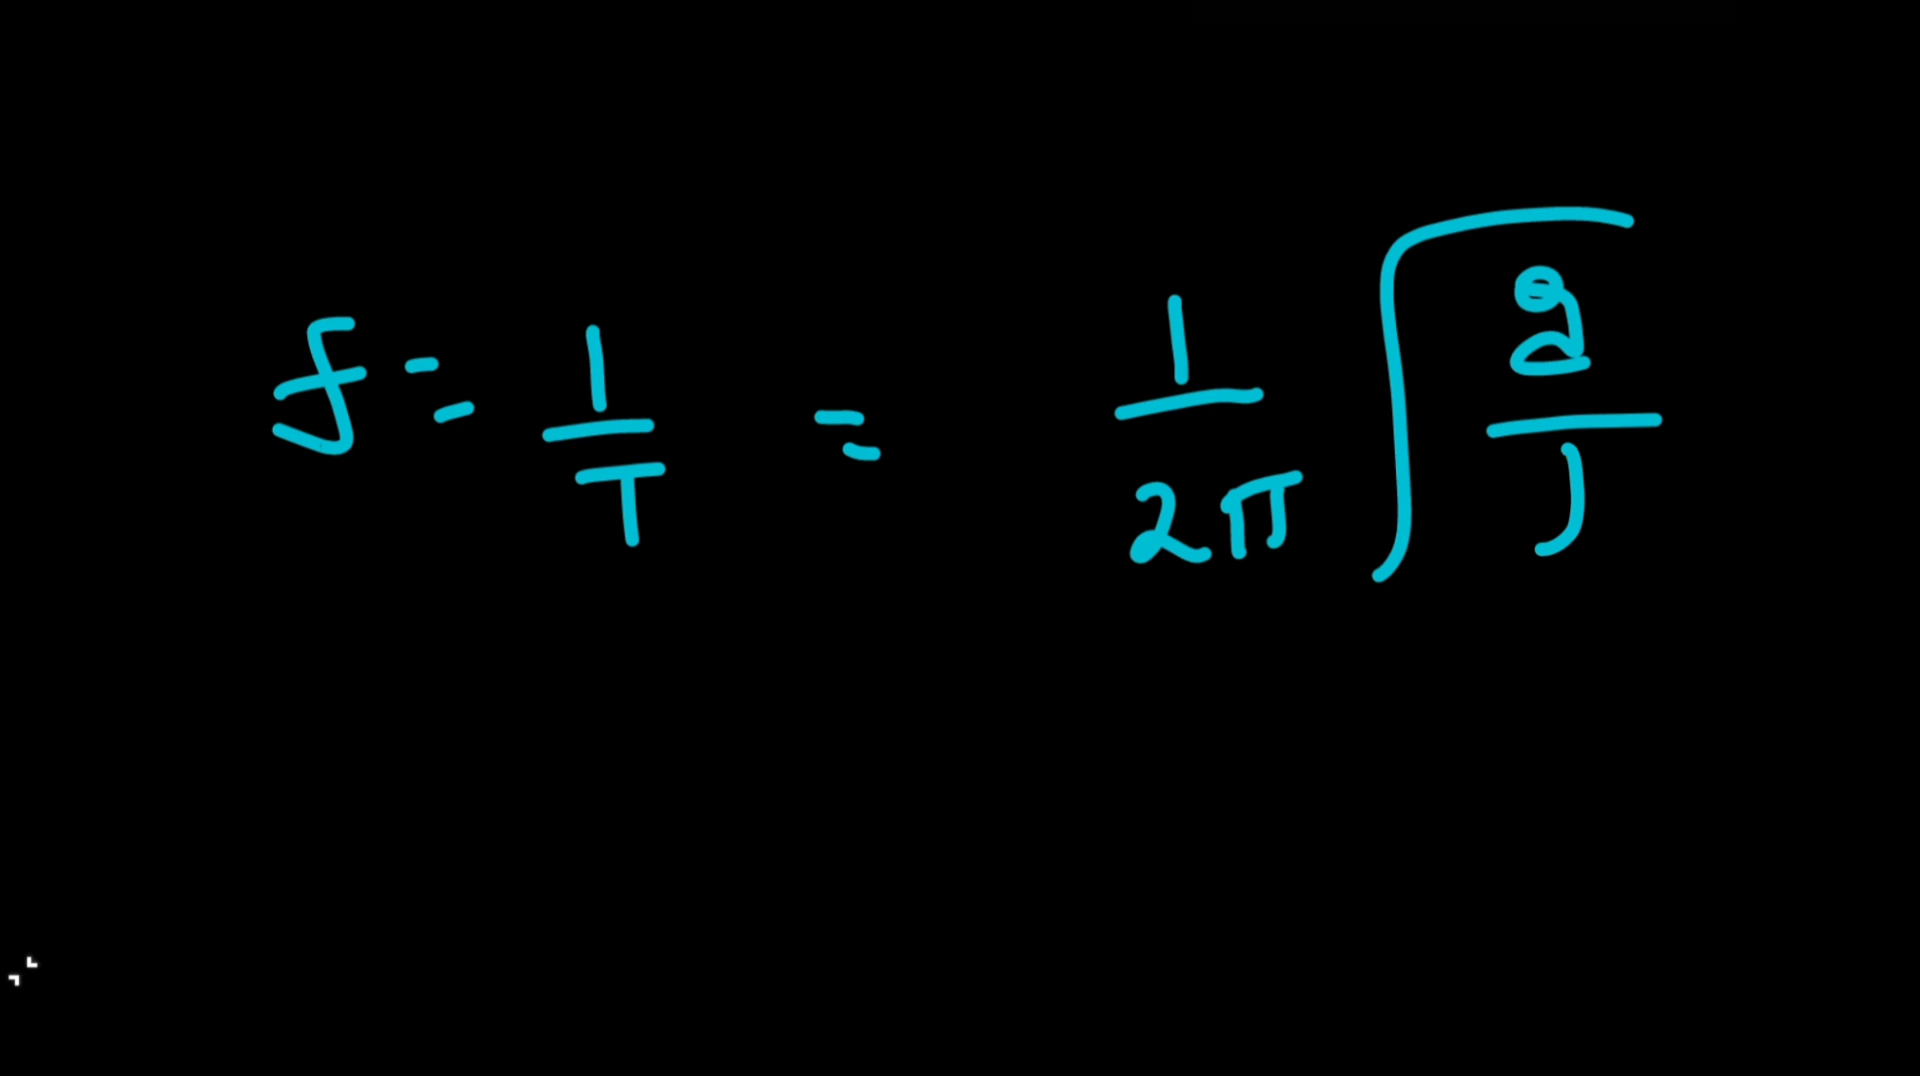 f = 1/T = 1/2π √(g/J)